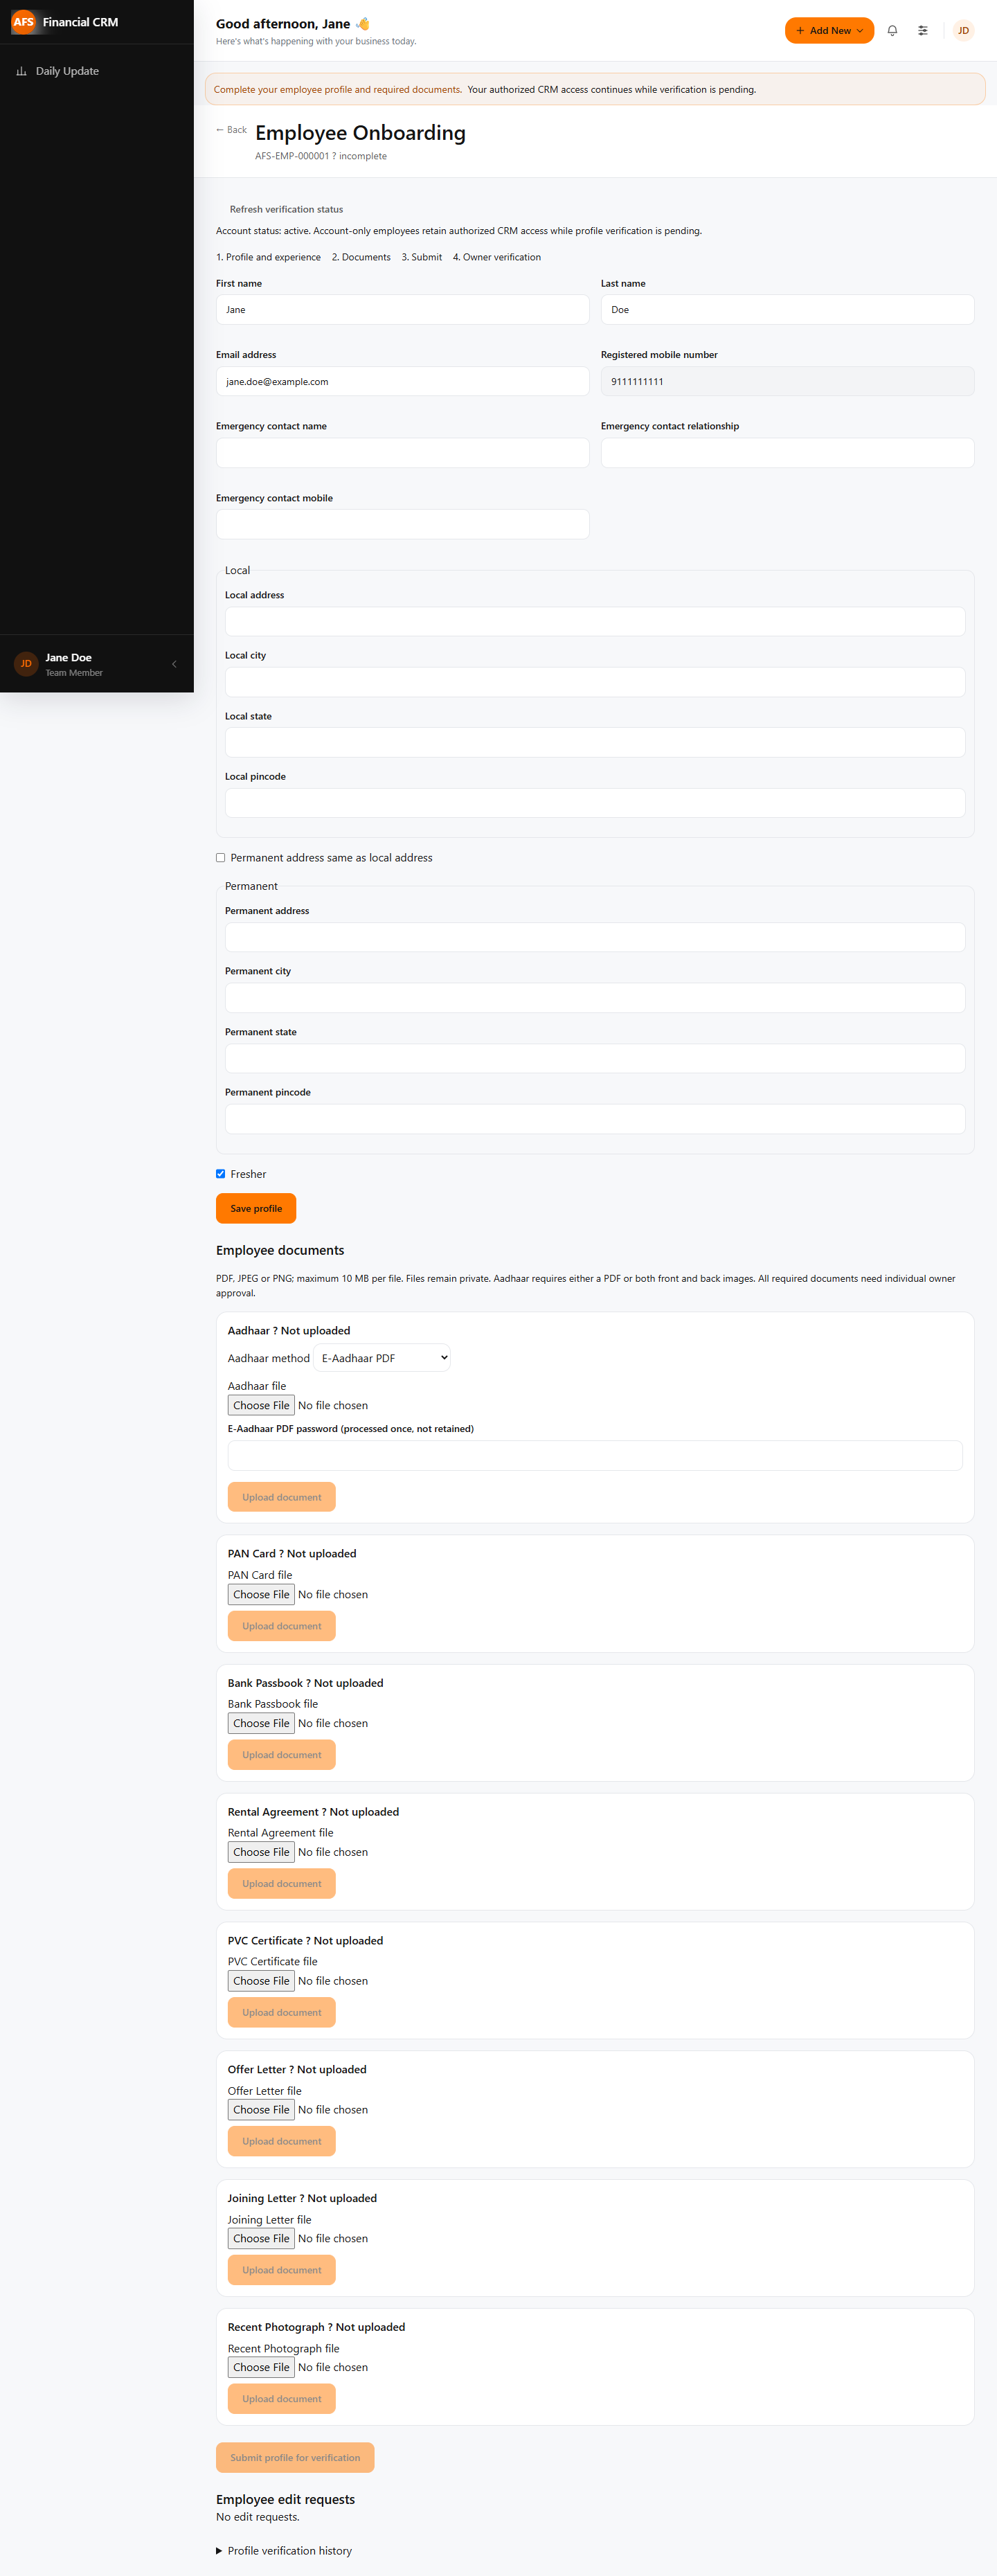 AFS Financial CRM
Daily Update
Good afternoon, Jane 👋
Here's what's happening with your business today.
+ Add New
JD
Complete your employee profile and required documents. Your authorized CRM access continues while verification is pending.
← Back
Employee Onboarding
AFS-EMP-000001 ? incomplete
Refresh verification status
Account status: active. Account-only employees retain authorized CRM access while profile verification is pending.
1. Profile and experience 2. Documents 3. Submit 4. Owner verification
First name
Last name
Jane
Doe
Email address
Registered mobile number
jane.doe@example.com
9111111111
Emergency contact name
Emergency contact relationship
Emergency contact mobile
Local
Local address
Local city
JD
Jane Doe
Team Member
Local state
Local pincode
Permanent address same as local address
Permanent
Permanent address
Permanent city
Permanent state
Permanent pincode
Fresher
Save profile
Employee documents
PDF, JPEG or PNG; maximum 10 MB per file. Files remain private. Aadhaar requires either a PDF or both front and back images. All required documents need individual owner
approval.
Aadhaar ? Not uploaded
Aadhaar method E-Aadhaar PDF
Aadhaar file
Choose File No file chosen
E-Aadhaar PDF password (processed once, not retained)
Upload document
PAN Card ? Not uploaded
PAN Card file
Choose File No file chosen
Upload document
Bank Passbook ? Not uploaded
Bank Passbook file
Choose File No file chosen
Upload document
Rental Agreement ? Not uploaded
Rental Agreement file
Choose File No file chosen
Upload document
PVC Certificate ? Not uploaded
PVC Certificate file
Choose File No file chosen
Upload document
Offer Letter ? Not uploaded
Offer Letter file
Choose File No file chosen
Upload document
Joining Letter ? Not uploaded
Joining Letter file
Choose File No file chosen
Upload document
Recent Photograph ? Not uploaded
Recent Photograph file
Choose File No file chosen
Upload document
Submit profile for verification
Employee edit requests
No edit requests.
Profile verification history